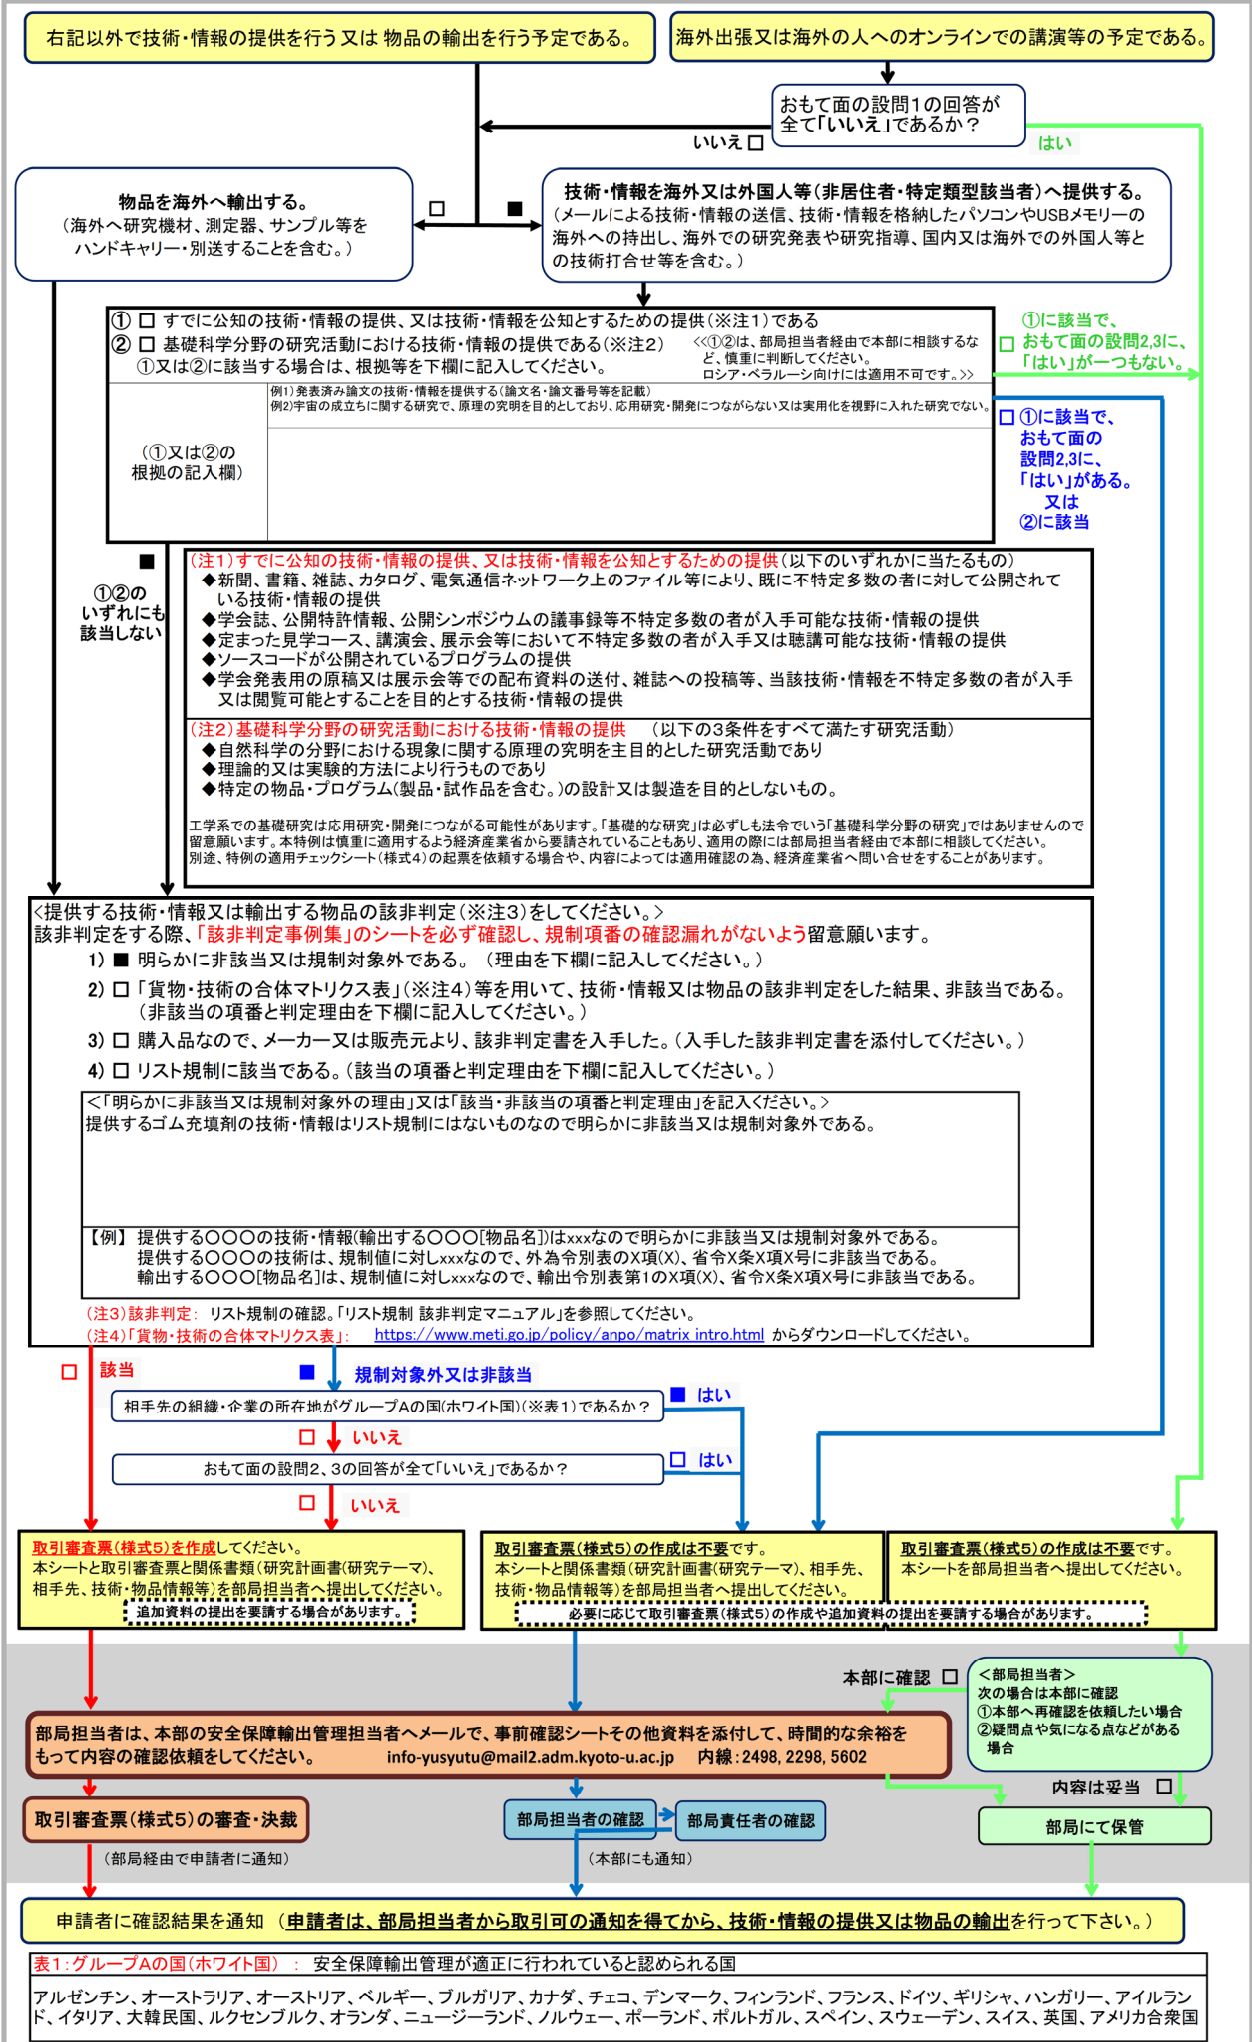 右記以外で技術・情報の提供を行う又は 物品の輸出を行う予定である。
海外出張又は海外の人へのオンラインでの講演等の予定である。
おもて面の設問1の回答が
全て「いいえ」であるか？
いいえ □
はい
物品を海外へ輸出する。
（海外へ研究機材、測定器、サンプル等を
ハンドキャリー・別送することを含む。）
□ ■
技術・情報を海外又は外国人等（非居住者・特定類型該当者）へ提供する。
（メールによる技術・情報の送信、技術・情報を格納したパソコンやUSBメモリーの
海外への持出し、海外での研究発表や研究指導、国内又は海外での外国人等と
の技術打合せ等を含む。）
① □ すでに公知の技術・情報の提供、又は技術・情報を公知とするための提供（※注1）である
② □ 基礎科学分野の研究活動における技術・情報の提供である（※注2）
①又は②に該当する場合は、根拠等を下欄に記入してください。
<<①②は、部局担当者経由で本部に相談するな
ど、慎重に判断してください。
ロシア・ベラルーシ向けには適用不可です。>>
例1）発表済み論文の技術・情報を提供する（論文名・論文番号等を記載）
例2）宇宙の成立ちに関する研究で、原理の究明を目的としており、応用研究・開発につながらない又は実用化を視野に入れた研究でない。
（①又は②の
根拠の記入欄）
①に該当で、
□ おもて面の設問2,3に、
「はい」が一つもない。
□ ①に該当で、
おもて面の
設問2,3に、
「はい」がある。
又は
②に該当
■
①②の
いずれにも
該当しない
（注1）すでに公知の技術・情報の提供、又は技術・情報を公知とするための提供（以下のいずれかに当たるもの）
◆新聞、書籍、雑誌、カタログ、電気通信ネットワーク上のファイル等により、既に不特定多数の者に対して公開されて
いる技術・情報の提供
◆学会誌、公開特許情報、公開シンポジウムの議事録等不特定多数の者が入手可能な技術・情報の提供
◆定まった見学コース、講演会、展示会等において不特定多数の者が入手又は聴講可能な技術・情報の提供
◆ソースコードが公開されているプログラムの提供
◆学会発表用の原稿又は展示会等での配布資料の送付、雑誌への投稿等、当該技術・情報を不特定多数の者が入手
又は閲覧可能とすることを目的とする技術・情報の提供
（注2）基礎科学分野の研究活動における技術・情報の提供 （以下の3条件をすべて満たす研究活動）
◆自然科学の分野における現象に関する原理の究明を主目的とした研究活動であり
◆理論的又は実験的方法により行うものであり
◆特定の物品・プログラム（製品・試作品を含む。）の設計又は製造を目的としないもの。
工学系での基礎研究は応用研究・開発につながる可能性があります。「基礎的な研究」は必ずしも法令でいう「基礎科学分野の研究」ではありませんので
留意願います。本特例は慎重に適用するよう経済産業省から要請されていることもあり、適用の際には部局担当者経由で本部に相談してください。
別途、特例の適用チェックシート（様式4）の起票を依頼する場合や、内容によっては適用確認の為、経済産業省へ問い合せをすることがあります。
＜提供する技術・情報又は輸出する物品の該非判定（※注3）をしてください。＞
該非判定をする際、「該非判定事例集」のシートを必ず確認し、規制項番の確認漏れがないよう留意願います。
1） ■ 明らかに非該当又は規制対象外である。 （理由を下欄に記入してください。）
2） □ 「貨物・技術の合体マトリクス表」（※注4）等を用いて、技術・情報又は物品の該非判定をした結果、非該当である。
（非該当の項番と判定理由を下欄に記入してください。）
3） □ 購入品なので、メーカー又は販売元より、該非判定書を入手した。（入手した該非判定書を添付してください。）
4） □ リスト規制に該当である。（該当の項番と判定理由を下欄に記入してください。）
＜「明らかに非該当又は規制対象外の理由」又は「該当・非該当の項番と判定理由」を記入ください。＞
提供するゴム充填剤の技術・情報はリスト規制にはないものなので明らかに非該当又は規制対象外である。
【例】 提供する〇〇〇の技術・情報（輸出する〇〇〇［物品名］）はxxxなので明らかに非該当又は規制対象外である。
提供する〇〇〇の技術は、規制値に対しxxxなので、外為令別表のX項（X）、省令X条X項X号に非該当である。
輸出する〇〇〇［物品名］は、規制値に対しxxxなので、輸出令別表第1のX項（X）、省令X条X項X号に非該当である。
（注3）該非判定： リスト規制の確認。「リスト規制 該非判定マニュアル」を参照してください。
（注4）「貨物・技術の合体マトリクス表」： https://www.meti.go.jp/policy/anpo/matrix_intro.html からダウンロードしてください。
□ 該当
■ 規制対象外又は非該当
相手先の組織・企業の所在地がグループAの国（ホワイト国）（※表1）であるか？
■ はい
□ いいえ
おもて面の設問2、3の回答が全て「いいえ」であるか？
□ はい
□ いいえ
取引審査票（様式5）を作成してください。
本シートと取引審査票と関係書類（研究計画書（研究テーマ）、
相手先、技術・物品情報等）を部局担当者へ提出してください。
追加資料の提出を要請する場合があります。
取引審査票（様式5）の作成は不要です。
本シートと関係書類（研究計画書（研究テーマ）、相手先、
技術・物品情報等）を部局担当者へ提出してください。
取引審査票（様式5）の作成は不要です。
本シートを部局担当者へ提出してください。
必要に応じて取引審査票（様式5）の作成や追加資料の提出を要請する場合があります。
本部に確認 □
＜部局担当者＞
次の場合は本部に確認
①本部へ再確認を依頼したい場合
②疑問点や気になる点などがある
場合
部局担当者は、本部の安全保障輸出管理担当者へメールで、事前確認シートその他資料を添付して、時間的な余裕を
もって内容の確認依頼をしてください。 info-yusyutu@mail2.adm.kyoto-u.ac.jp 内線：2498, 2298, 5602
内容は妥当 □
取引審査票（様式5）の審査・決裁
部局担当者の確認
部局責任者の確認
部局にて保管
（部局経由で申請者に通知）
（本部にも通知）
申請者に確認結果を通知 （申請者は、部局担当者から取引可の通知を得てから、技術・情報の提供又は物品の輸出を行って下さい。）
表1：グループAの国（ホワイト国） ： 安全保障輸出管理が適正に行われていると認められる国
アルゼンチン、オーストラリア、オーストリア、ベルギー、ブルガリア、カナダ、チェコ、デンマーク、フィンランド、フランス、ドイツ、ギリシャ、ハンガリー、アイルラン
ド、イタリア、大韓民国、ルクセンブルク、オランダ、ニュージーランド、ノルウェー、ポーランド、ポルトガル、スペイン、スウェーデン、スイス、英国、アメリカ合衆国